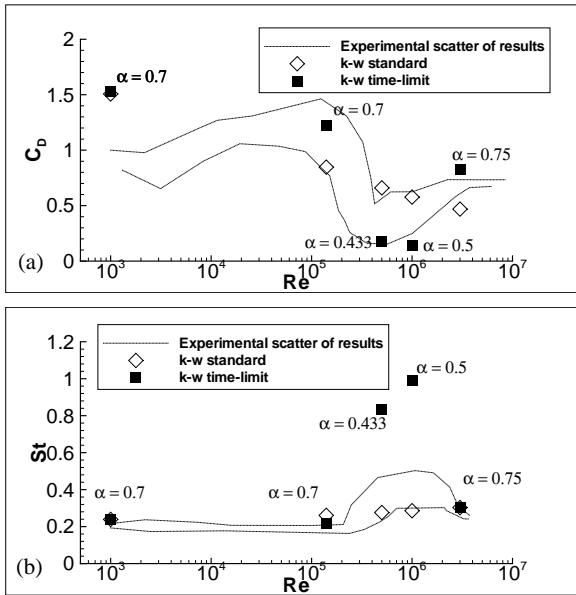 2
1.5
1
0.5
0
C_D
Experimental scatter of results
k-w standard
k-w time-limit
α = 0.7
α = 0.7
α = 0.75
α = 0.433
α = 0.5
(a)
10^3
10^4
10^5
10^6
10^7
Re
1.2
1
0.8
0.6
0.4
0.2
0
St
Experimental scatter of results
k-w standard
k-w time-limit
α = 0.5
α = 0.433
α = 0.7
α = 0.7
α = 0.75
(b)
10^3
10^4
10^5
10^6
10^7
Re